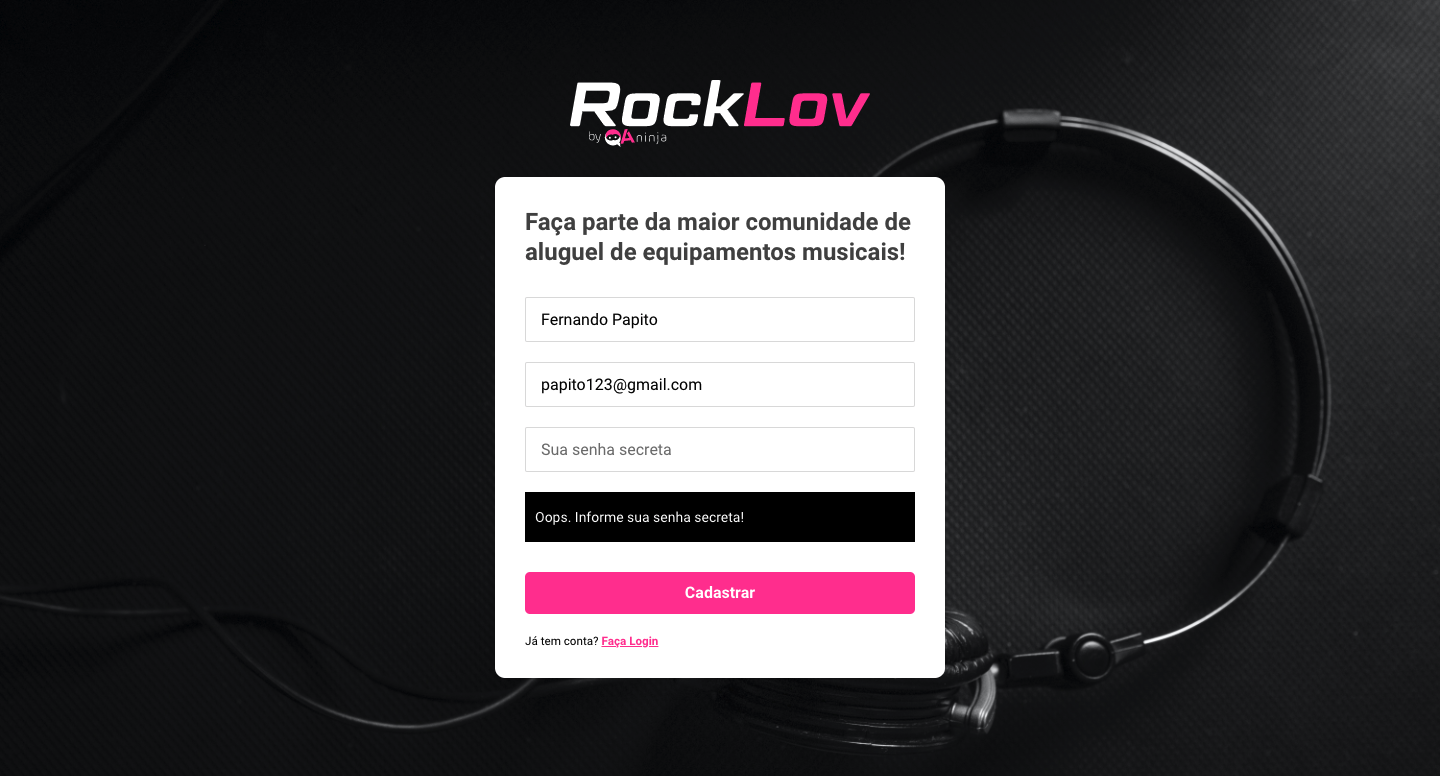 RockLov
by QAninja
Faça parte da maior comunidade de
aluguel de equipamentos musicais!
Fernando Papito
papito123@gmail.com
Sua senha secreta
Oops. Informe sua senha secreta!
Cadastrar
Já tem conta? Faça Login